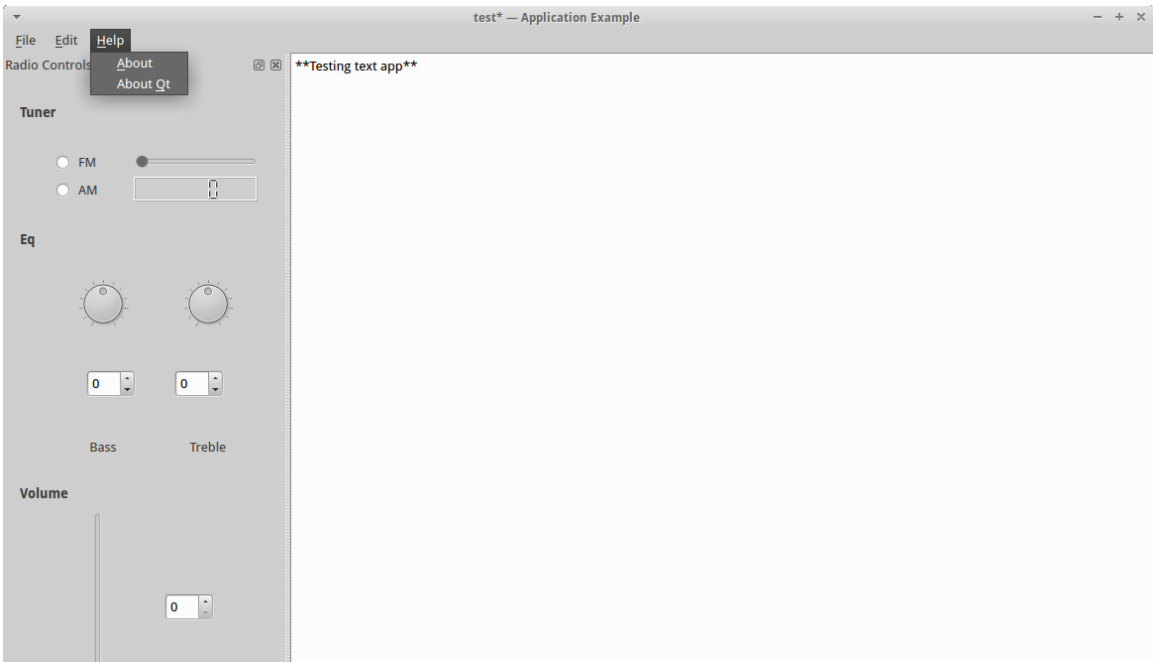 test* — Application Example
File Edit Help
Radio Controls
About
About Qt
**Testing text app**
Tuner
FM
AM
0
Eq
0 0
Bass Treble
Volume
0